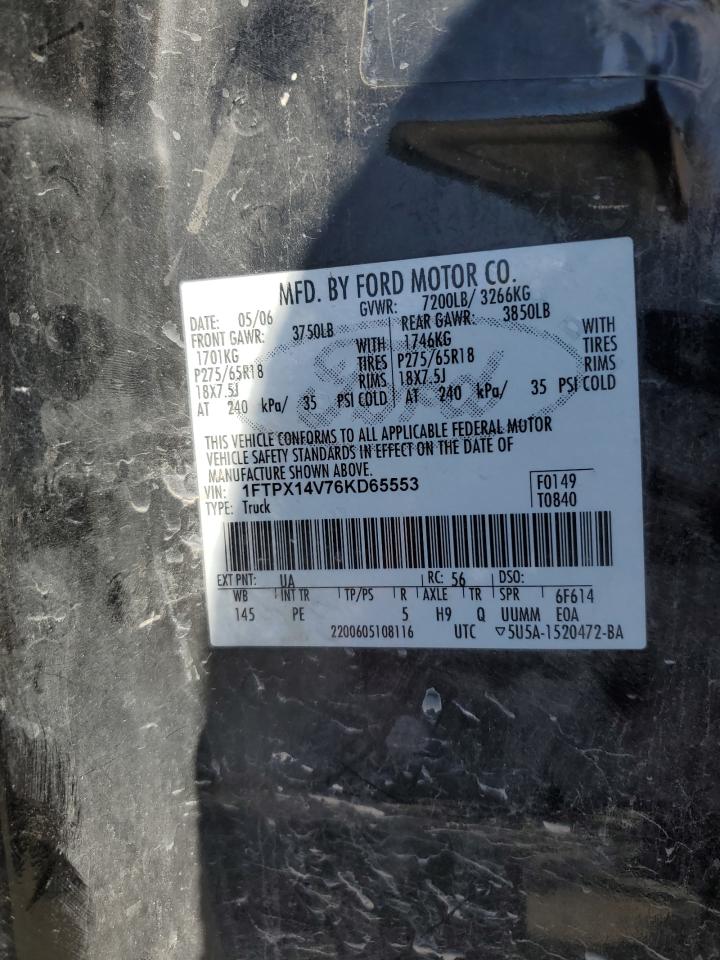 MFD. BY FORD MOTOR CO.
DATE: 05/06 GVWR: 7200LB/ 3266KG
FRONT GAWR: 3750LB REAR GAWR: 3850LB
1701KG WITH 1746KG WITH
P275/65R18 TIRES P275/65R18 TIRES
18X7.5J RIMS 18X7.5J RIMS
AT 240 kPa/ 35 PSI COLD AT 240 kPa/ 35 PSI COLD
Ford
THIS VEHICLE CONFORMS TO ALL APPLICABLE FEDERAL MOTOR
VEHICLE SAFETY STANDARDS IN EFFECT ON THE DATE OF
MANUFACTURE SHOWN ABOVE.
VIN: 1FTPX14V76KD65553 F0149
TYPE: Truck T0840
EXT PNT: UA RC: 56 DSO:
WB INT TR TP/PS R AXLE TR SPR 6F614
145 PE 5 H9 Q UUMM EOA
2200605108116 UTC ▽5U5A-1520472-BA